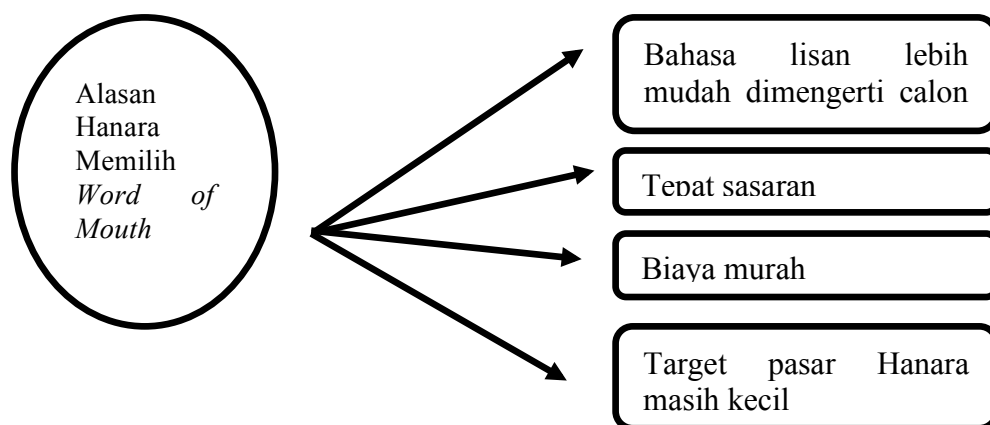 Alasan
Hanara
Memilih
Word of
Mouth
Bahasa lisan lebih
mudah dimengerti calon
Tepat sasaran
Biaya murah
Target pasar Hanara
masih kecil